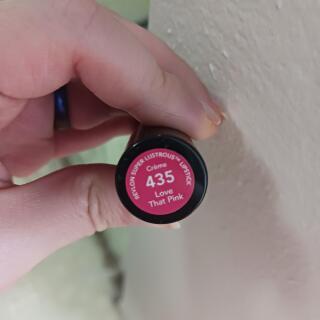 REVLON SUPER LUSTROUS™ LIPSTICK
Crème
435
Love
That Pink